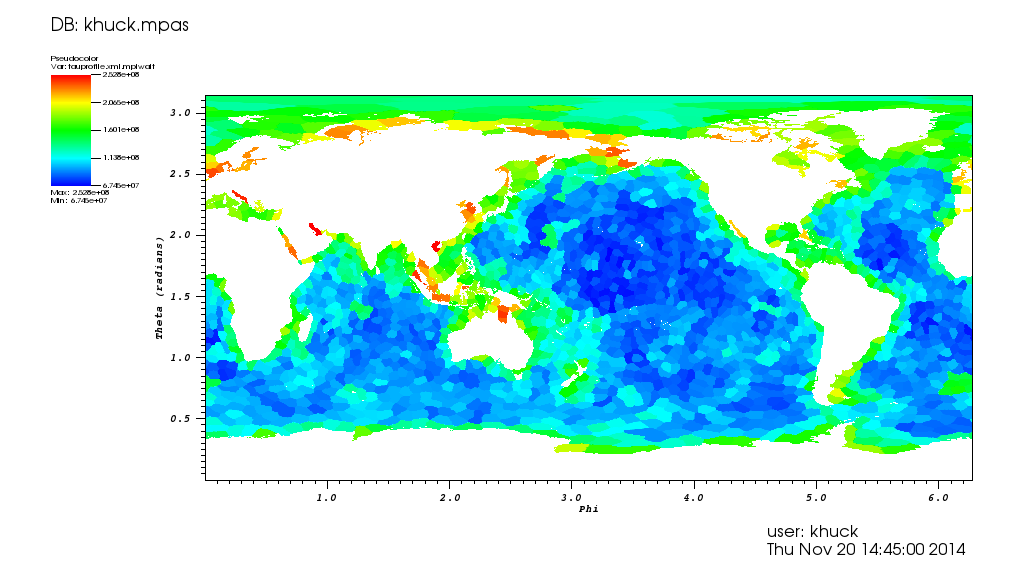 DB: khuck.mpas
Pseudocolor
Var: tauprofile.xml.mpiwait
2.528e+08
2.065e+08
1.601e+08
1.138e+08
6.745e+07
Max: 2.528e+08
Min: 6.745e+07
3.0
2.5
2.0
1.5
1.0
0.5
Theta (radians)
1.0 2.0 3.0 4.0 5.0 6.0
Phi
user: khuck
Thu Nov 20 14:45:00 2014